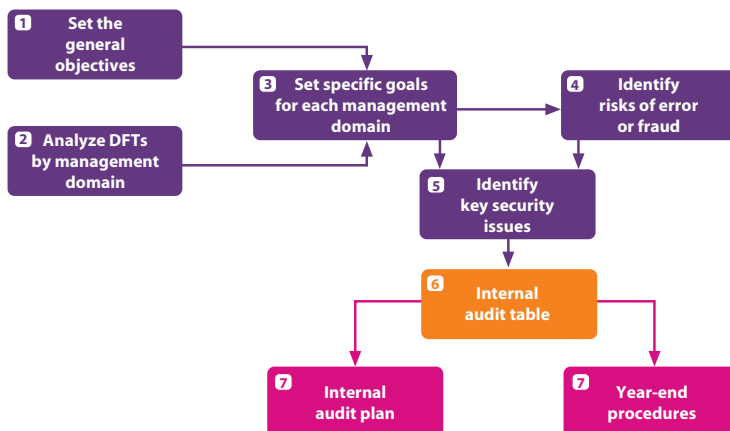 1 Set the
general
objectives
2 Analyze DFTs
by management
domain
3 Set specific goals
for each management
domain
4 Identify
risks of error
or fraud
5 Identify
key security
issues
6 Internal
audit table
7 Internal
audit plan
7 Year-end
procedures